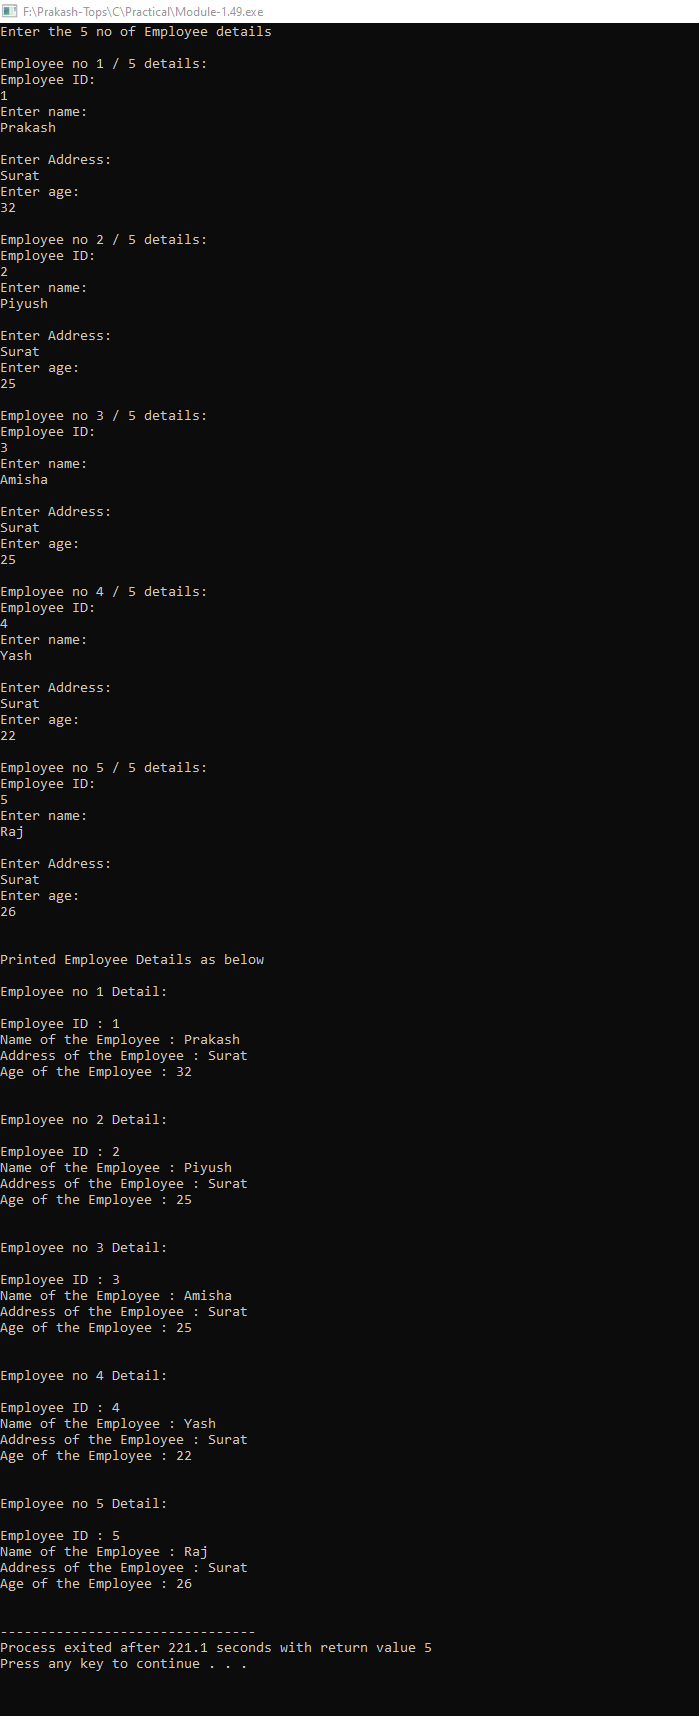 F:\Prakash-Tops\C\Practical\Module-1.49.exe
Enter the 5 no of Employee details
Employee no 1 / 5 details:
Employee ID:
1
Enter name:
Prakash
Enter Address:
Surat
Enter age:
32
Employee no 2 / 5 details:
Employee ID:
2
Enter name:
Piyush
Enter Address:
Surat
Enter age:
25
Employee no 3 / 5 details:
Employee ID:
3
Enter name:
Amisha
Enter Address:
Surat
Enter age:
25
Employee no 4 / 5 details:
Employee ID:
4
Enter name:
Yash
Enter Address:
Surat
Enter age:
22
Employee no 5 / 5 details:
Employee ID:
5
Enter name:
Raj
Enter Address:
Surat
Enter age:
26
Printed Employee Details as below
Employee no 1 Detail:
Employee ID : 1
Name of the Employee : Prakash
Address of the Employee : Surat
Age of the Employee : 32
Employee no 2 Detail:
Employee ID : 2
Name of the Employee : Piyush
Address of the Employee : Surat
Age of the Employee : 25
Employee no 3 Detail:
Employee ID : 3
Name of the Employee : Amisha
Address of the Employee : Surat
Age of the Employee : 25
Employee no 4 Detail:
Employee ID : 4
Name of the Employee : Yash
Address of the Employee : Surat
Age of the Employee : 22
Employee no 5 Detail:
Employee ID : 5
Name of the Employee : Raj
Address of the Employee : Surat
Age of the Employee : 26
--------------------------------
Process exited after 221.1 seconds with return value 5
Press any key to continue . . .